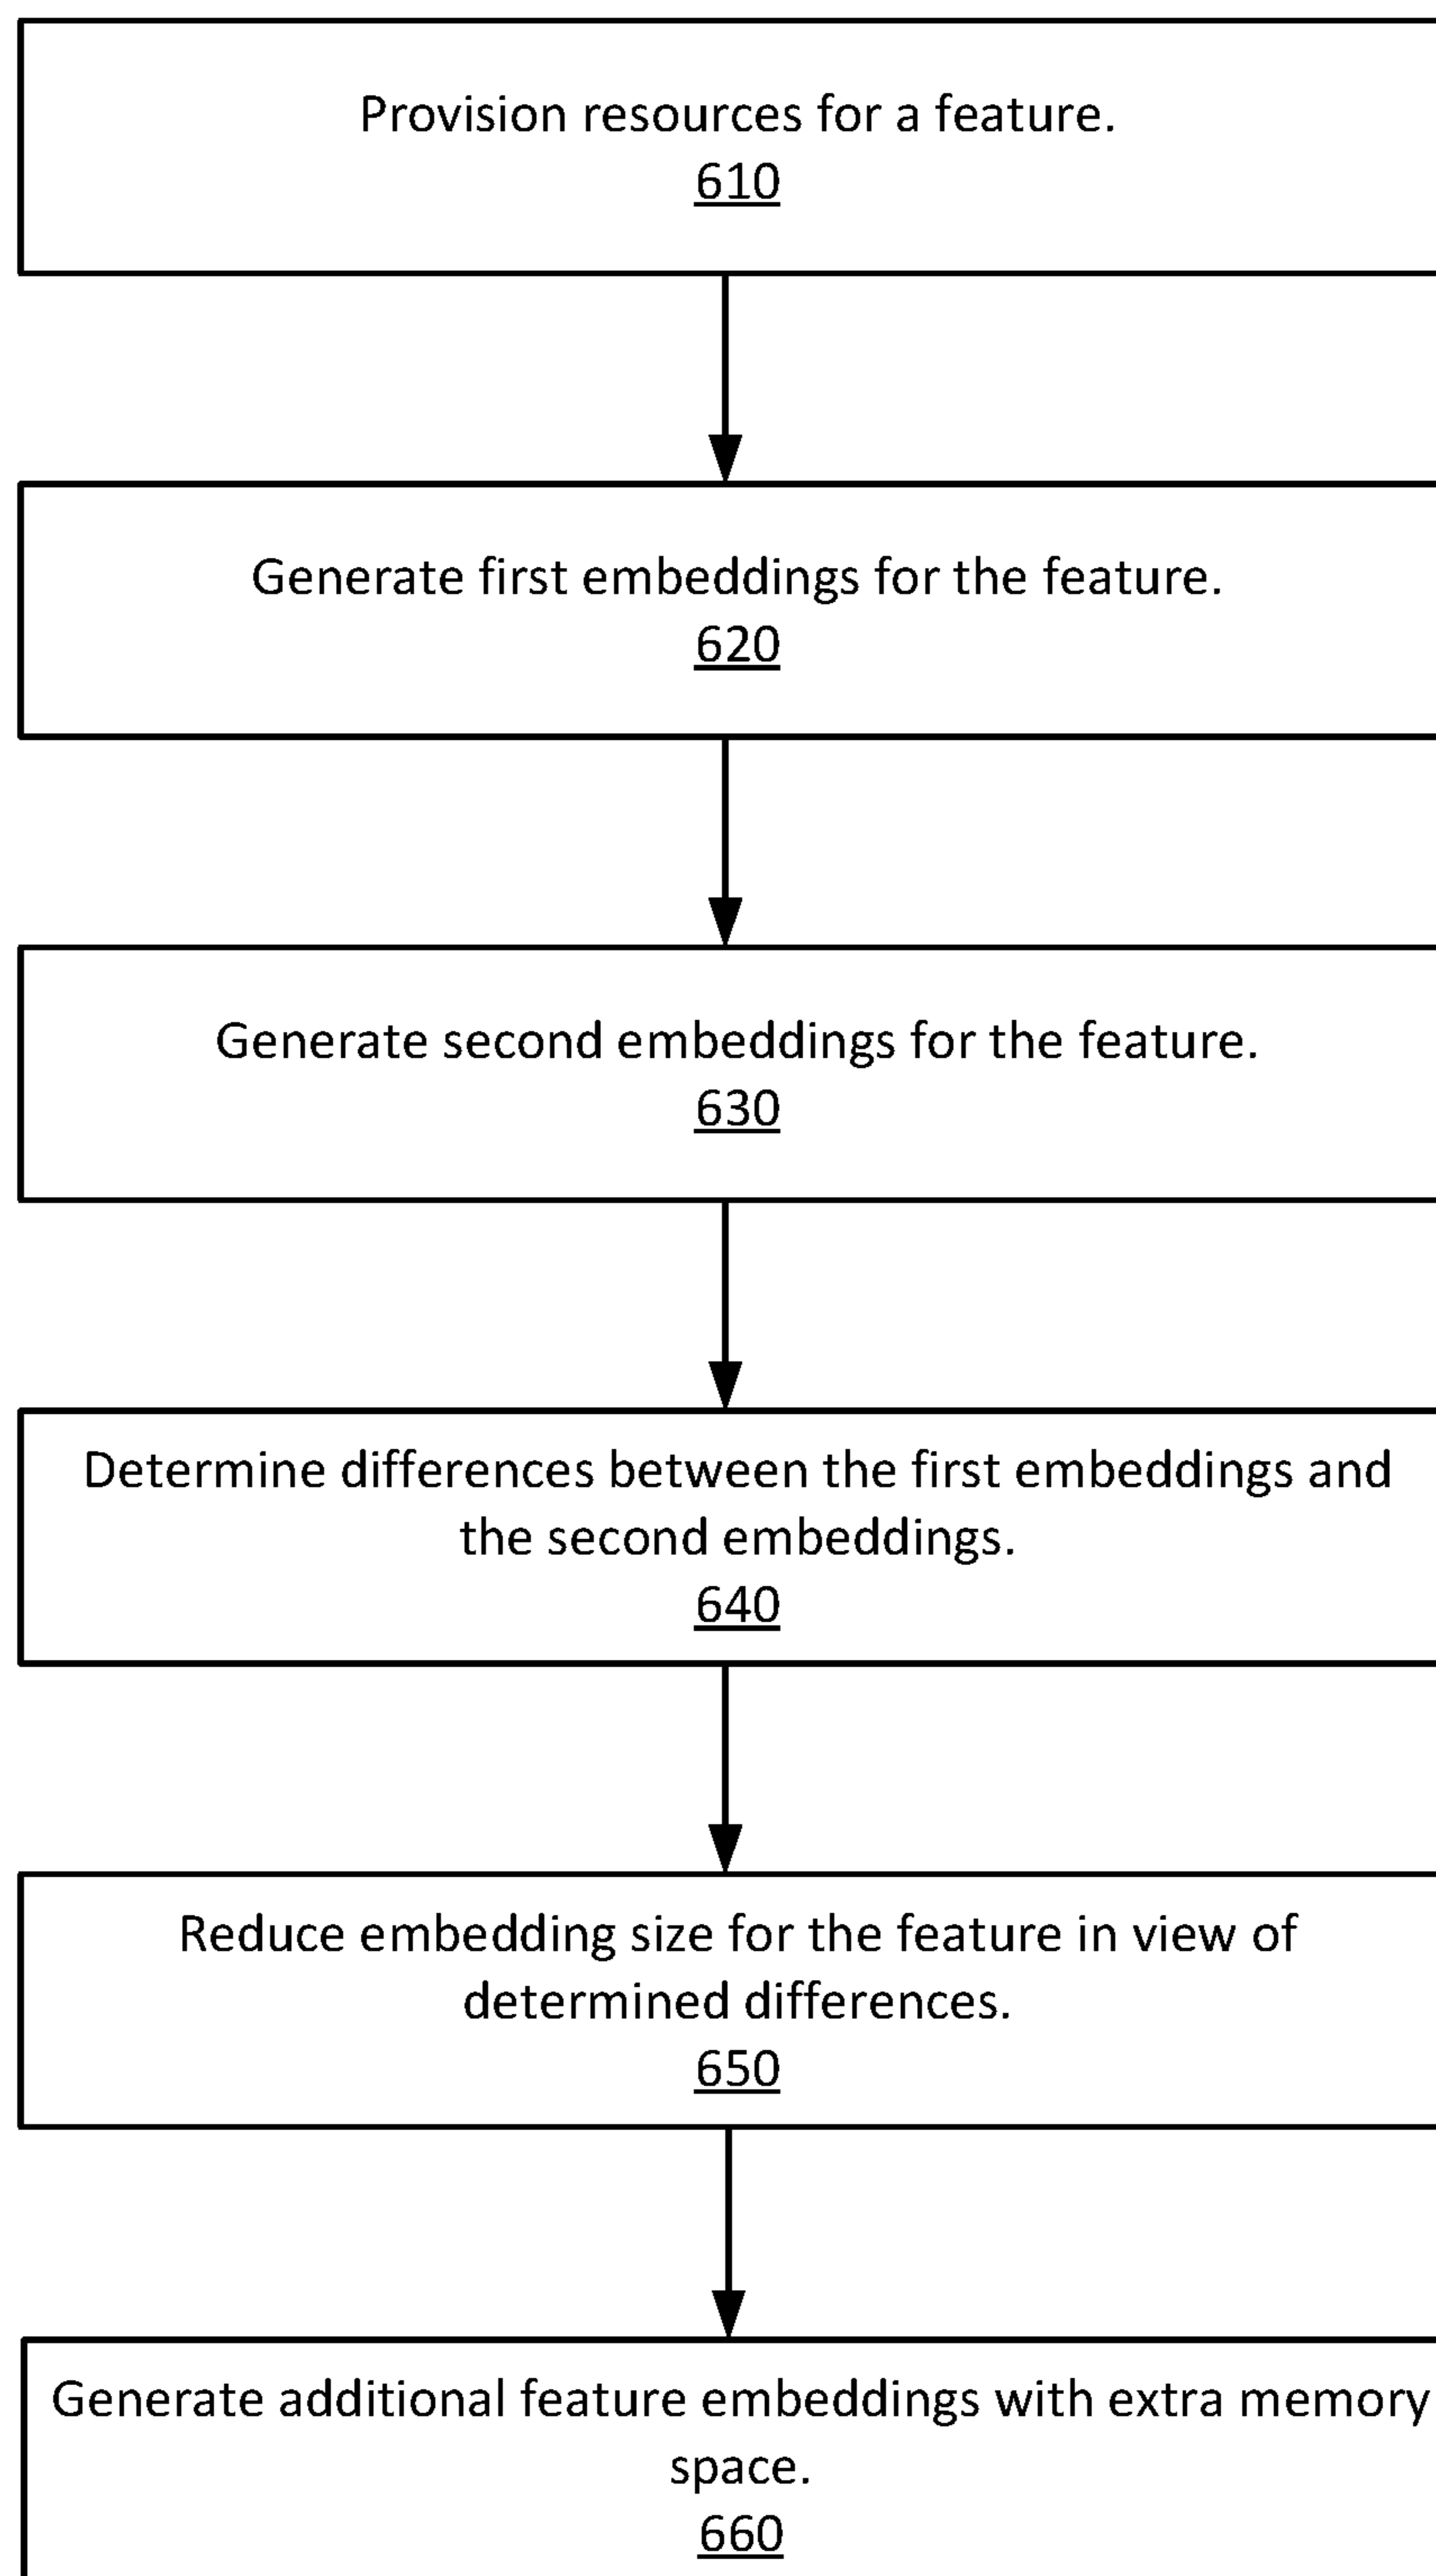 Provision resources for a feature.
610
Generate first embeddings for the feature.
620
Generate second embeddings for the feature.
630
Determine differences between the first embeddings and
the second embeddings.
640
Reduce embedding size for the feature in view of
determined differences.
650
Generate additional feature embeddings with extra memory
space.
660